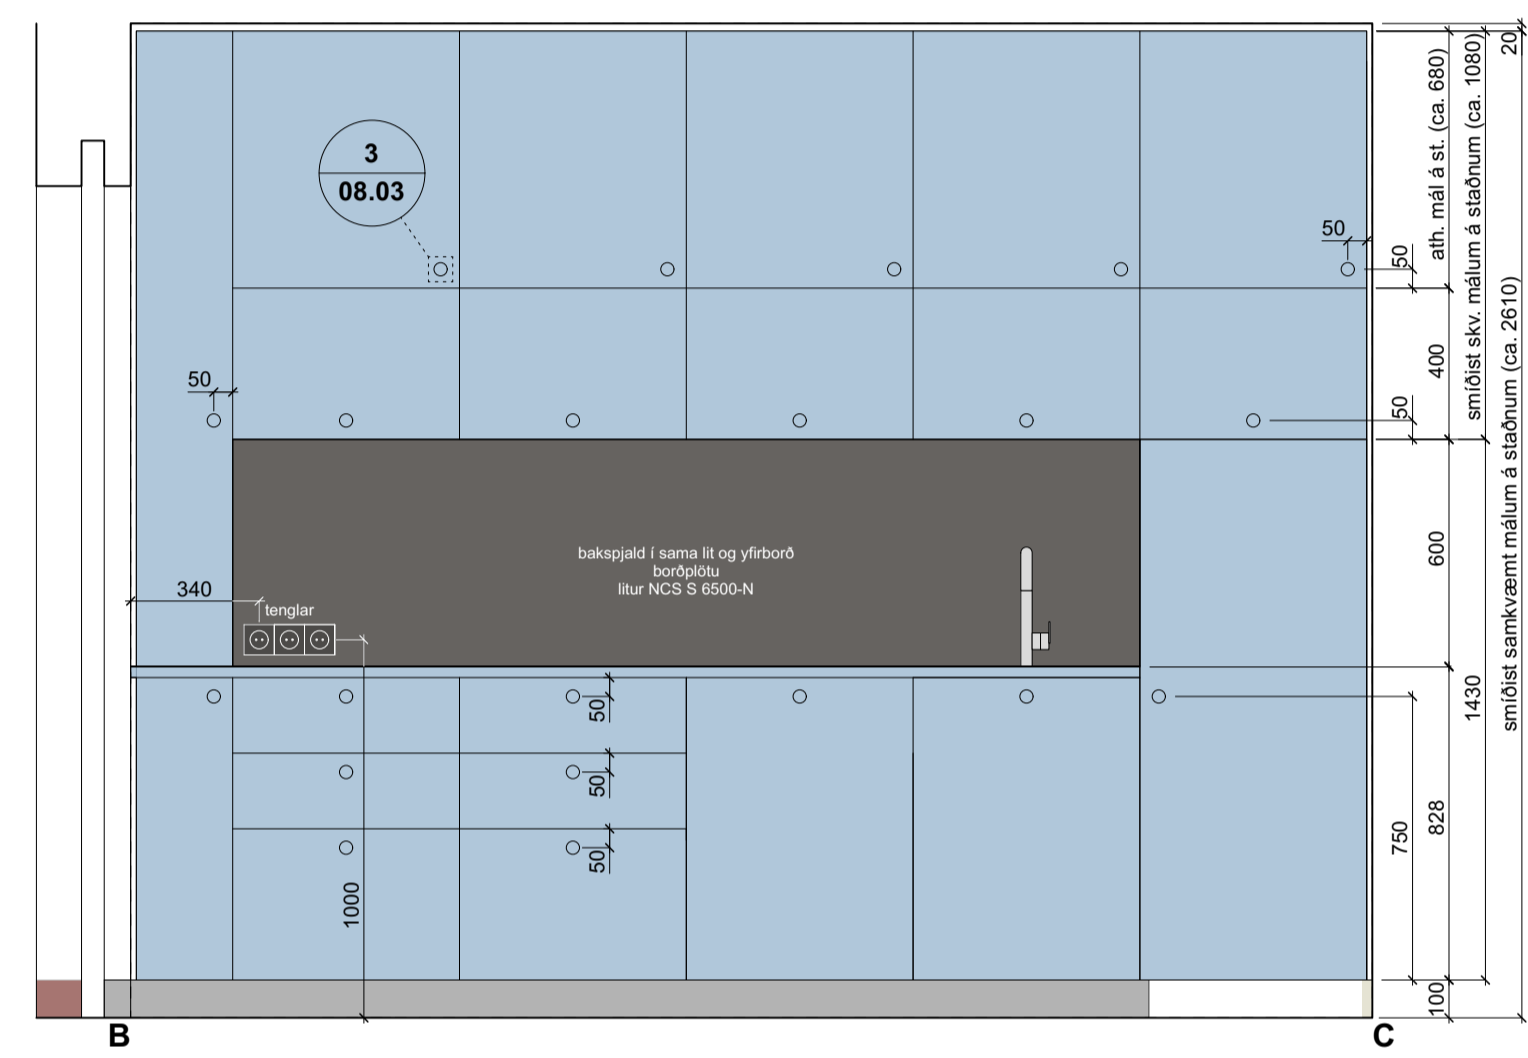 20
ath. mál á st. (ca. 680)
smíðist skv. málum á staðnum (ca. 1080)
smíðist samkvæmt málum á staðnum (ca. 2610)
3
08.03
50
50
50
400
50
600
bakspjald í sama lit og yfirborð
borðplötu
litur NCS S 6500-N
340
tenglar
1430
50
50
50
750
828
1000
100
B
C